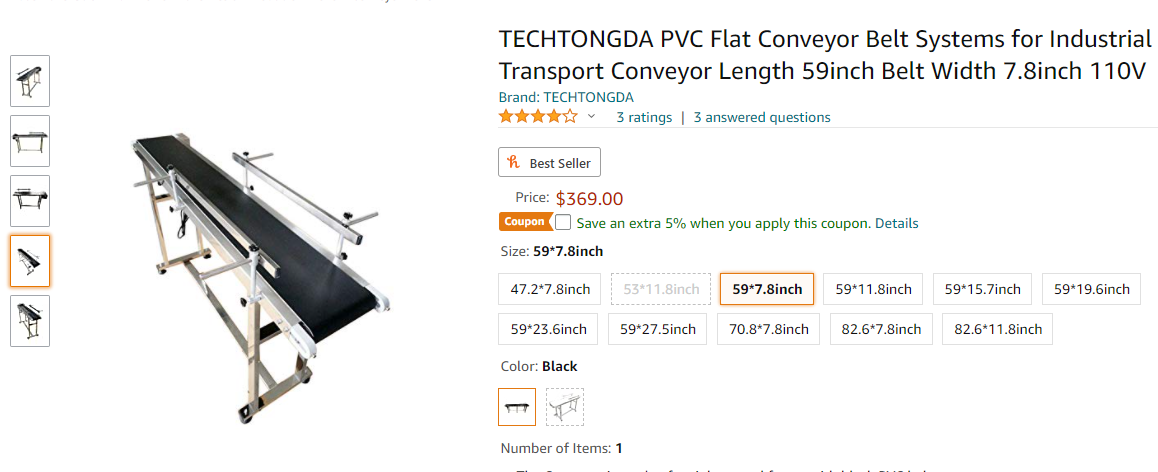 TECHTONGDA PVC Flat Conveyor Belt Systems for Industrial
Transport Conveyor Length 59inch Belt Width 7.8inch 110V
Brand: TECHTONGDA
3 ratings | 3 answered questions
Best Seller
Price: $369.00
Coupon Save an extra 5% when you apply this coupon. Details
Size: 59*7.8inch
47.2*7.8inch 53*11.8inch 59*7.8inch 59*11.8inch 59*15.7inch 59*19.6inch
59*23.6inch 59*27.5inch 70.8*7.8inch 82.6*7.8inch 82.6*11.8inch
Color: Black
Number of Items: 1